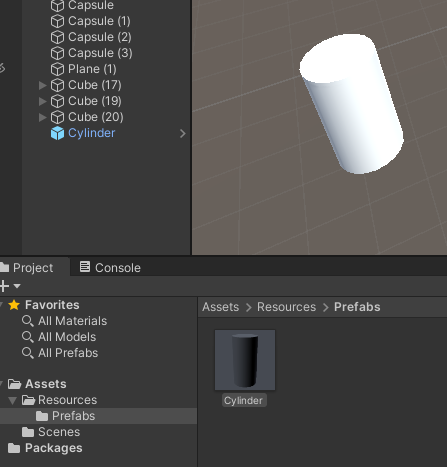 Capsule
Capsule (1)
Capsule (2)
Capsule (3)
Plane (1)
Cube (17)
Cube (19)
Cube (20)
Cylinder
Project
Console
Favorites
All Materials
All Models
All Prefabs
Assets
Resources
Prefabs
Scenes
Packages
Assets > Resources > Prefabs
Cylinder